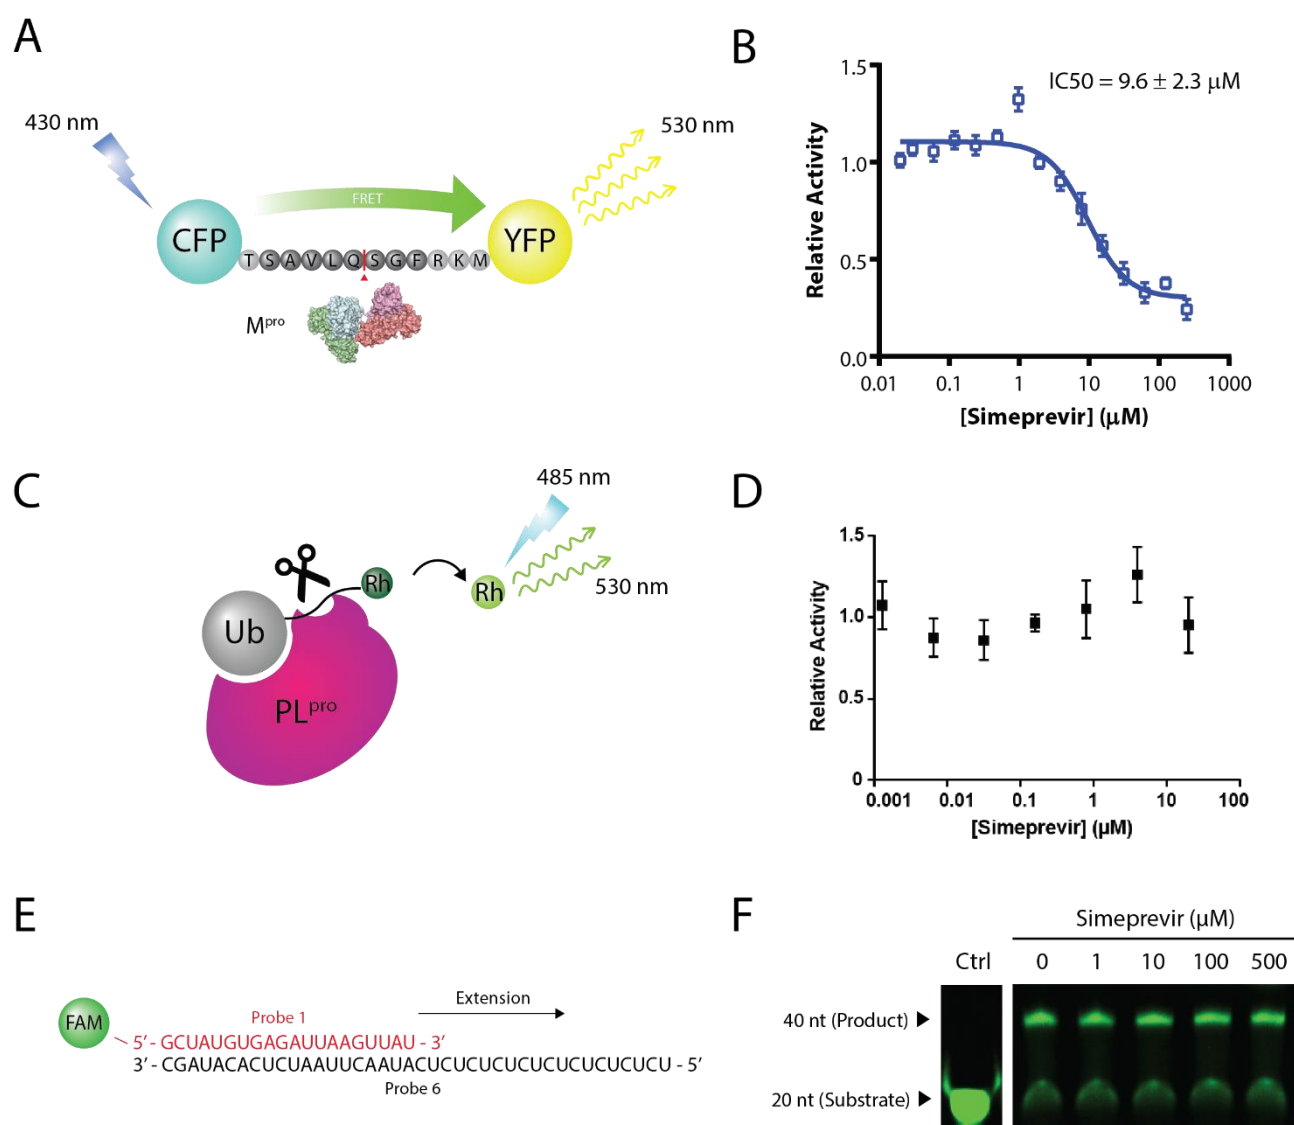 A
430 nm
530 nm
FRET
CFP
YFP
T S A V L Q S G F R K M
Mpro
B
IC50 = 9.6 ± 2.3 µM
Relative Activity
1.5
1.0
0.5
0.0
0.01 0.1 1 10 100 1000
[Simeprevir] (µM)
C
485 nm
530 nm
Rh
Rh
Ub
PLpro
D
Relative Activity
1.5
1.0
0.5
0
0.001 0.01 0.1 1 10 100
[Simeprevir] (µM)
E
FAM
Extension
Probe 1
5’ - GCUAUGUGAGAUUAAGUUAU - 3’
3’ - CGAUACACUCUAAUUCAAUACUCUCUCUCUCUCUCUCUCU - 5’
Probe 6
F
Simeprevir (µM)
Ctrl 0 1 10 100 500
40 nt (Product)
20 nt (Substrate)